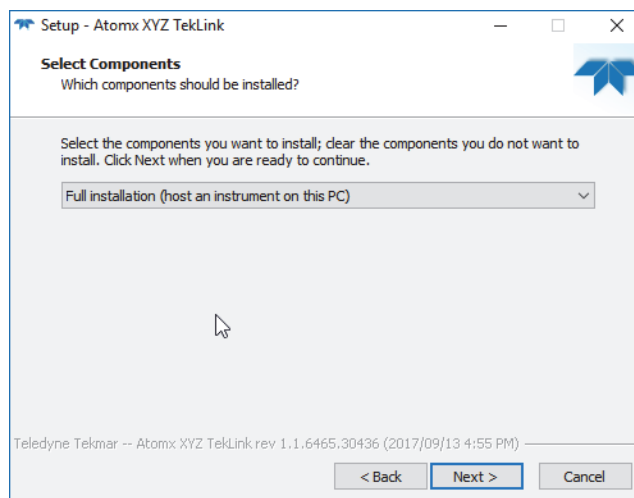 Setup - Atomx XYZ TekLink
Select Components
Which components should be installed?
Select the components you want to install; clear the components you do not want to
install. Click Next when you are ready to continue.
Full installation (host an instrument on this PC)
Teledyne Tekmar -- Atomx XYZ TekLink rev 1.1.6465.30436 (2017/09/13 4:55 PM)
< Back Next > Cancel